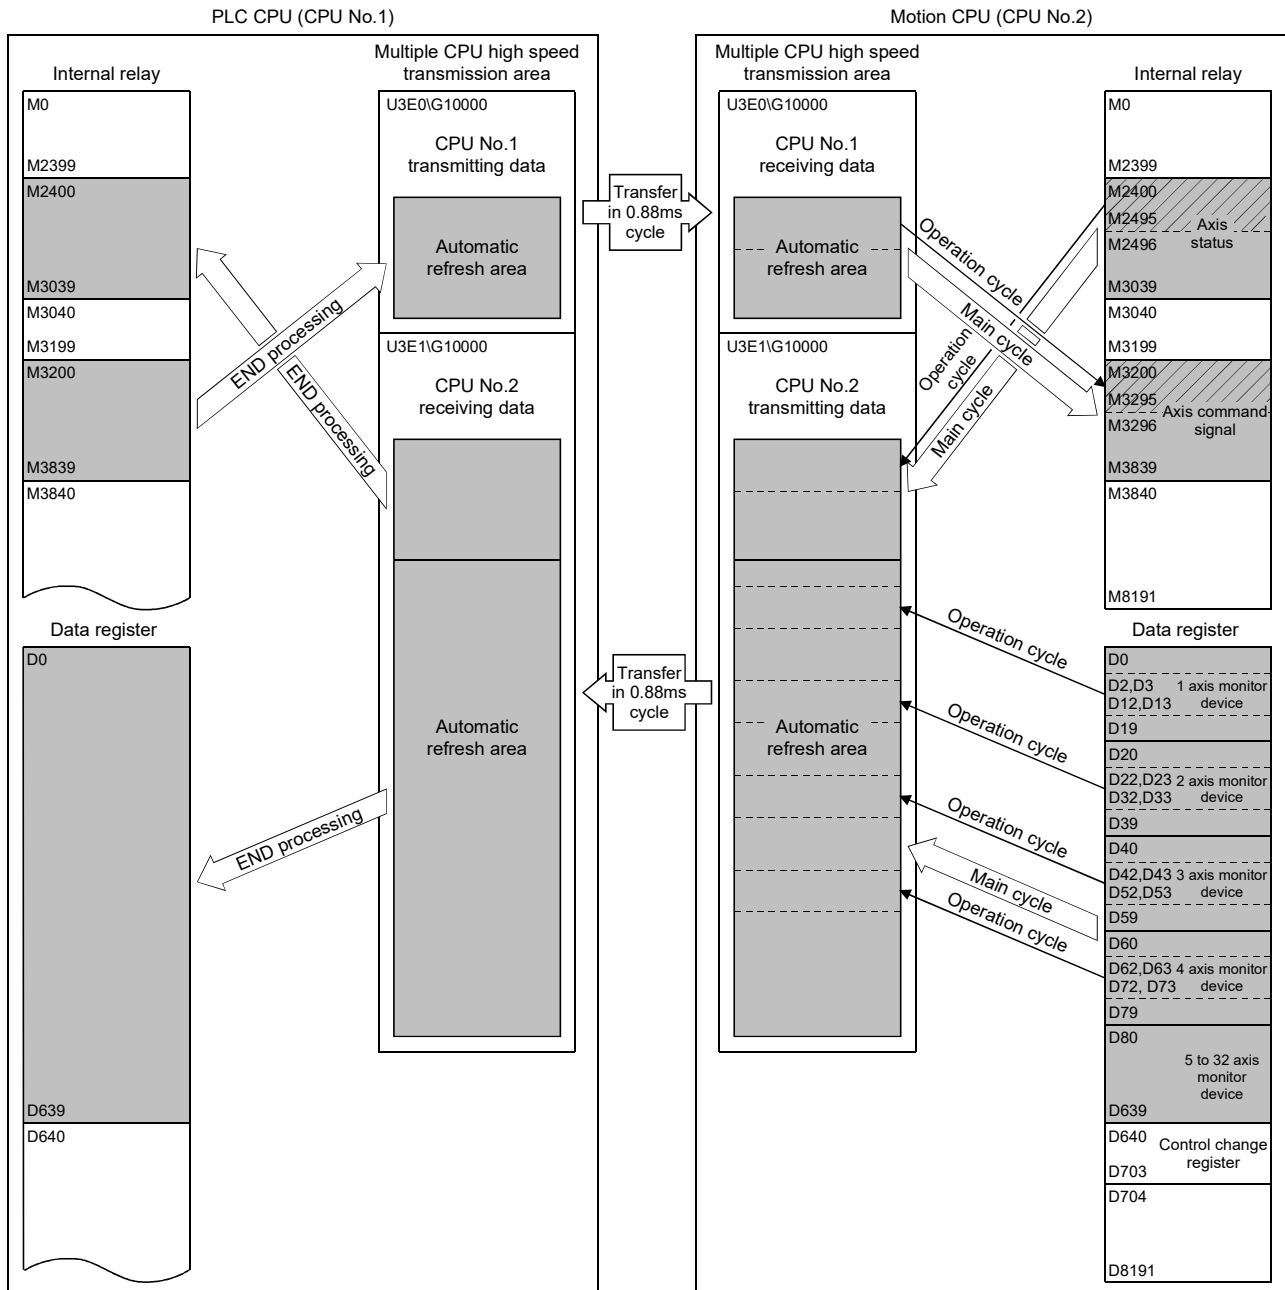 PLC CPU (CPU No.1)
Internal relay
M0
M2399
M2400
M3039
M3040
M3199
M3200
M3839
M3840
Data register
D0
D639
D640
Multiple CPU high speed
transmission area
U3E0\G10000
CPU No.1
transmitting data
Automatic
refresh area
U3E1\G10000
CPU No.2
receiving data
Automatic
refresh area
END processing
END processing
END processing
Transfer
in 0.88ms
cycle
Transfer
in 0.88ms
cycle
Motion CPU (CPU No.2)
Multiple CPU high speed
transmission area
U3E0\G10000
CPU No.1
receiving data
Automatic
refresh area
U3E1\G10000
CPU No.2
transmitting data
Automatic
refresh area
Operation cycle
Main cycle
Operation
cycle
Main cycle
Operation cycle
Operation cycle
Operation cycle
Main cycle
Operation cycle
Internal relay
M0
M2399
M2400
M2495
Axis
status
M2496
M3039
M3040
M3199
M3200
M3295
Axis command
signal
M3296
M3839
M3840
M8191
Data register
D0
D2,D3 1 axis monitor
D12,D13 device
D19
D20
D22,D23 2 axis monitor
D32,D33 device
D39
D40
D42,D43 3 axis monitor
D52,D53 device
D59
D60
D62,D63 4 axis monitor
D72, D73 device
D79
D80
5 to 32 axis
monitor
device
D639
D640
Control change
register
D703
D704
D8191